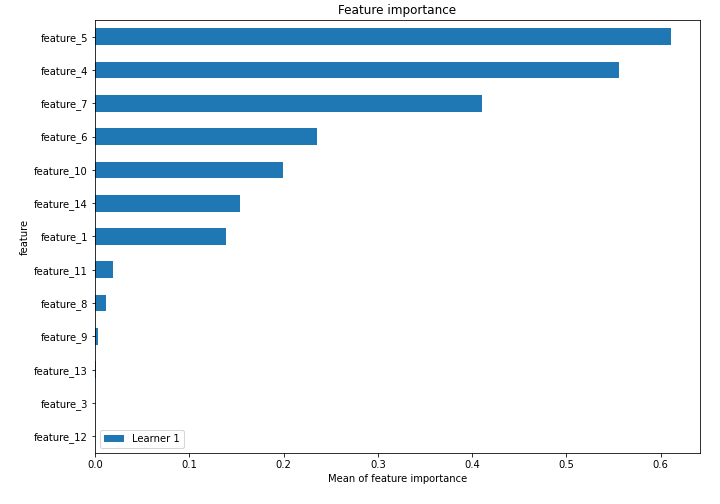 Feature importance
feature_5
feature_4
feature_7
feature_6
feature_10
feature_14
feature_1
feature_11
feature_8
feature_9
feature_13
feature_3
feature_12
feature
Learner 1
0.0 0.1 0.2 0.3 0.4 0.5 0.6
Mean of feature importance